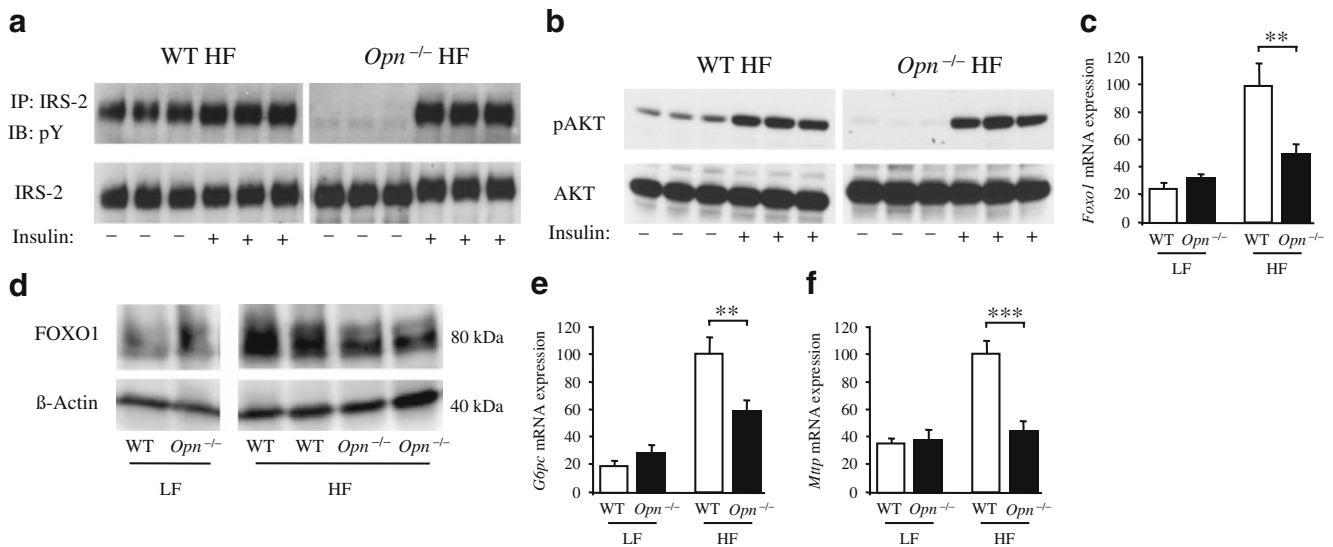 a
WT HF
Opn −/− HF
IP: IRS-2
IB: pY
IRS-2
Insulin: − − − + + + − − − + + +
b
WT HF
Opn −/− HF
pAKT
AKT
Insulin: − − − + + + − − − + + +
c
**
Foxo1 mRNA expression
120
100
80
60
40
20
0
WT Opn−/− WT Opn−/−
LF HF
d
FOXO1
80 kDa
ß-Actin
40 kDa
WT Opn−/− WT WT Opn−/− Opn−/−
LF HF
e
**
G6pc mRNA expression
120
100
80
60
40
20
0
WT Opn−/− WT Opn−/−
LF HF
f
***
Mttp mRNA expression
120
100
80
60
40
20
0
WT Opn−/− WT Opn−/−
LF HF